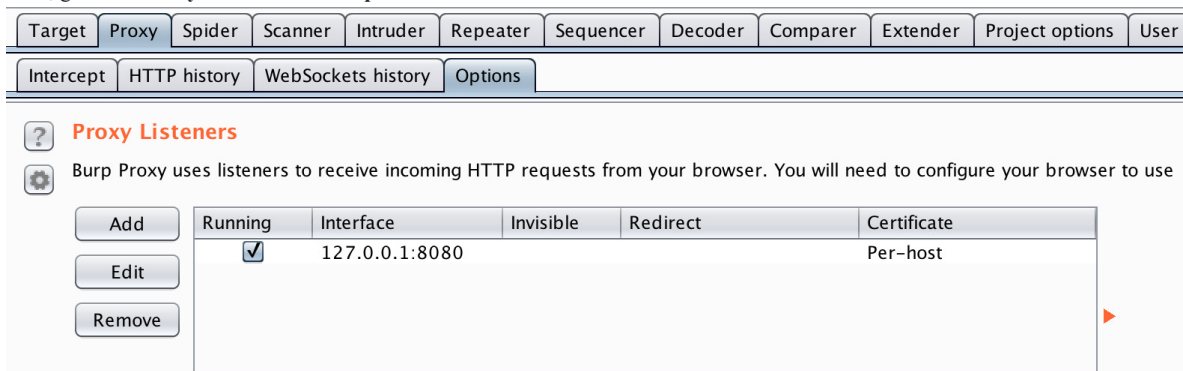 Target Proxy Spider Scanner Intruder Repeater Sequencer Decoder Comparer Extender Project options User
Intercept HTTP history WebSockets history Options
? Proxy Listeners
Burp Proxy uses listeners to receive incoming HTTP requests from your browser. You will need to configure your browser to use
Add Running Interface Invisible Redirect Certificate
127.0.0.1:8080 Per-host
Edit
Remove